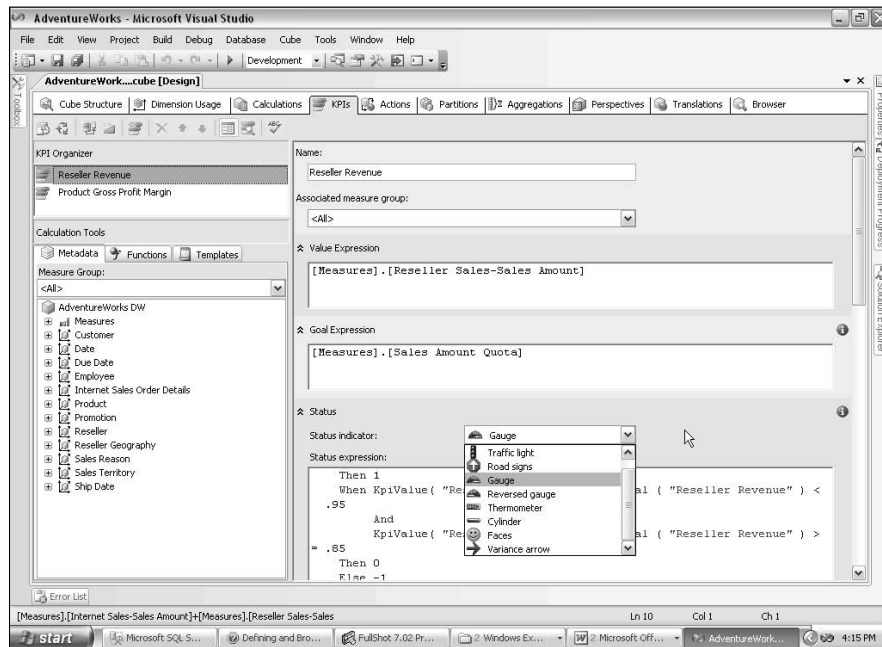 AdventureWorks - Microsoft Visual Studio
File Edit View Project Build Debug Database Cube Tools Window Help
Development
AdventureWork....cube [Design]
Toolbox
Cube Structure Dimension Usage Calculations KPIs Actions Partitions Aggregations Perspectives Translations Browser
KPI Organizer
Reseller Revenue
Product Gross Profit Margin
Calculation Tools
Metadata Functions Templates
Measure Group:
<All>
AdventureWorks DW
Measures
Customer
Date
Due Date
Employee
Internet Sales Order Details
Product
Promotion
Reseller
Reseller Geography
Sales Reason
Sales Territory
Ship Date
Name:
Reseller Revenue
Associated measure group:
<All>
Value Expression
[Measures].[Reseller Sales-Sales Amount]
Goal Expression
[Measures].[Sales Amount Quota]
Status
Status indicator:
Gauge
Traffic light
Road signs
Gauge
Reversed gauge
Thermometer
Cylinder
Faces
Variance arrow
Status expression:
Then 1
When KpiValue( "Re al ( "Reseller Revenue" ) <
.95
And
KpiValue( "Re al ( "Reseller Revenue" ) >
= .85
Then 0
Else -1
Properties
Deployment Progress
Solution Explorer
Error List
[Measures].[Internet Sales-Sales Amount]+[Measures].[Reseller Sales-Sales Ln 10 Col 1 Ch 1
start Microsoft SQL S... Defining and Bro... FullShot 7.02 Pr... 2 Windows Ex... 2 Microsoft Off... AdventureWork... 4:15 PM